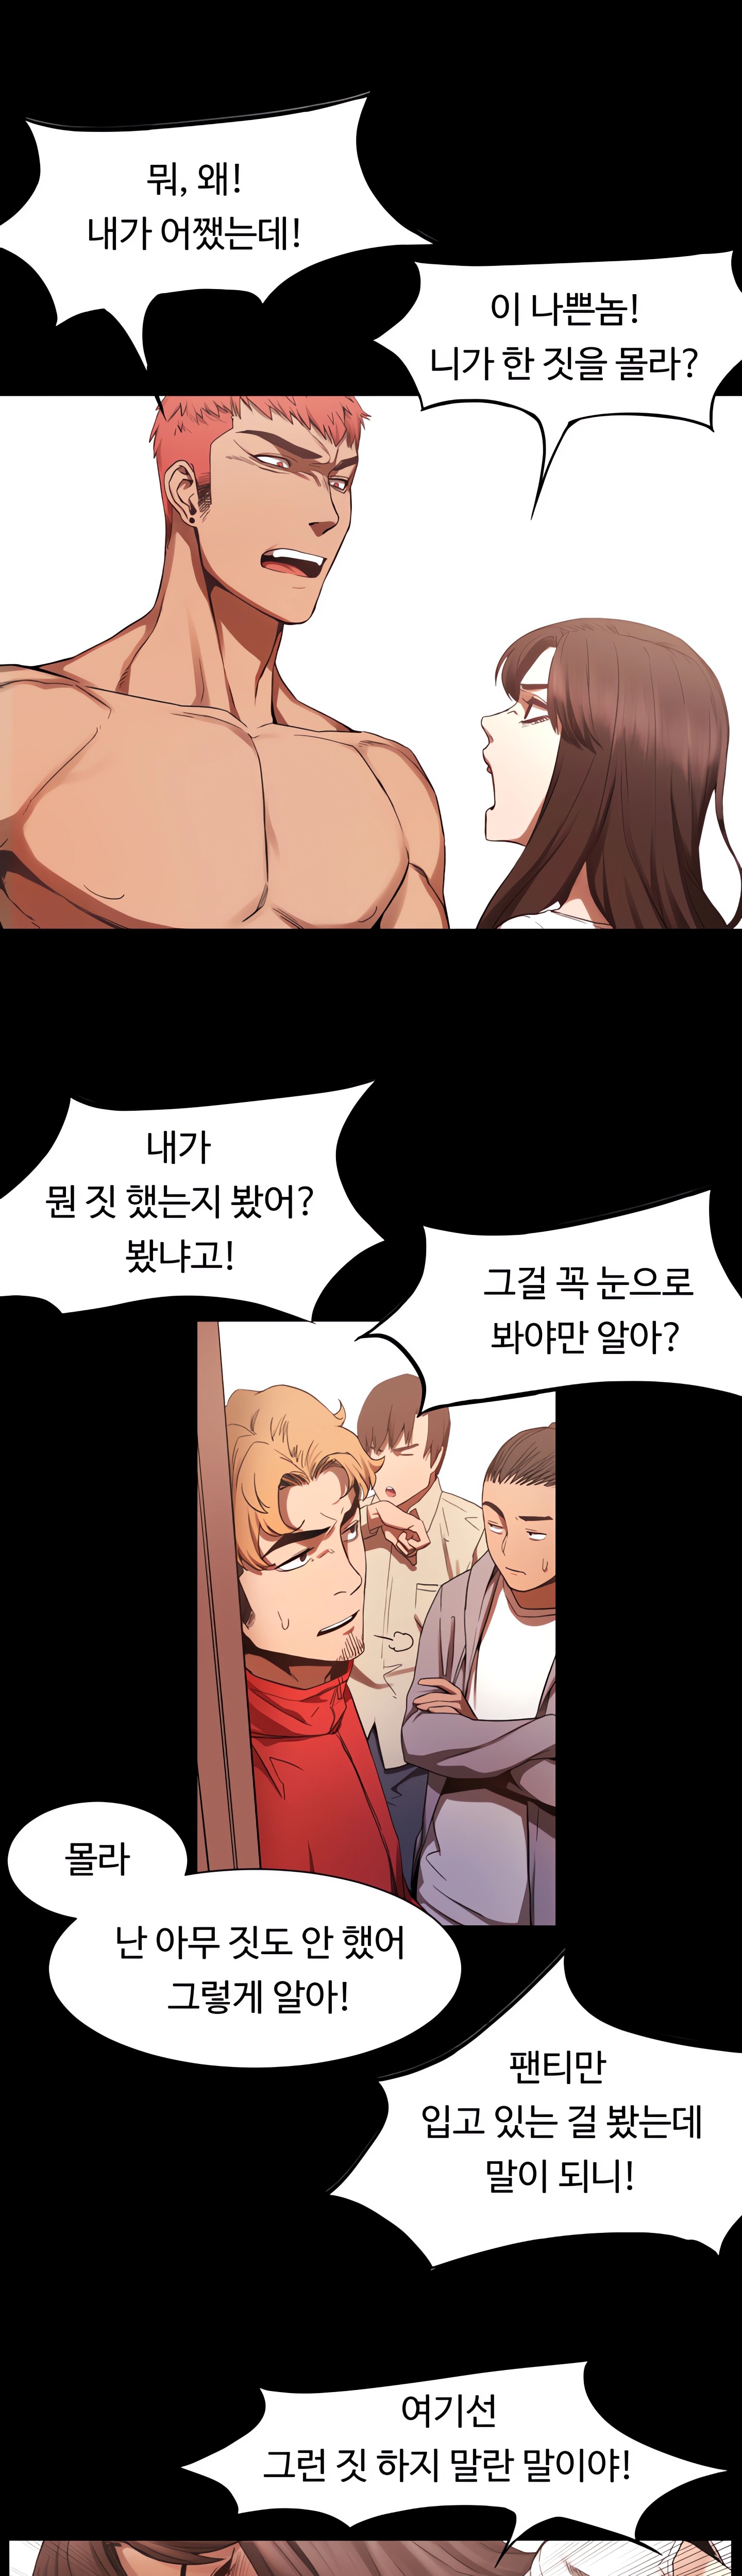 뭐, 왜!
내가 어쨌는데!
이 나쁜놈!
니가 한 짓을 몰라?
내가
뭔 짓 했는지 봤어?
봤냐고!
그걸 꼭 눈으로
봐야만 알아?
몰라
난 아무 짓도 안 했어
그렇게 알아!
팬티만
입고 있는 걸 봤는데
말이 되니!
여기선
그런 짓 하지 말란 말이야!